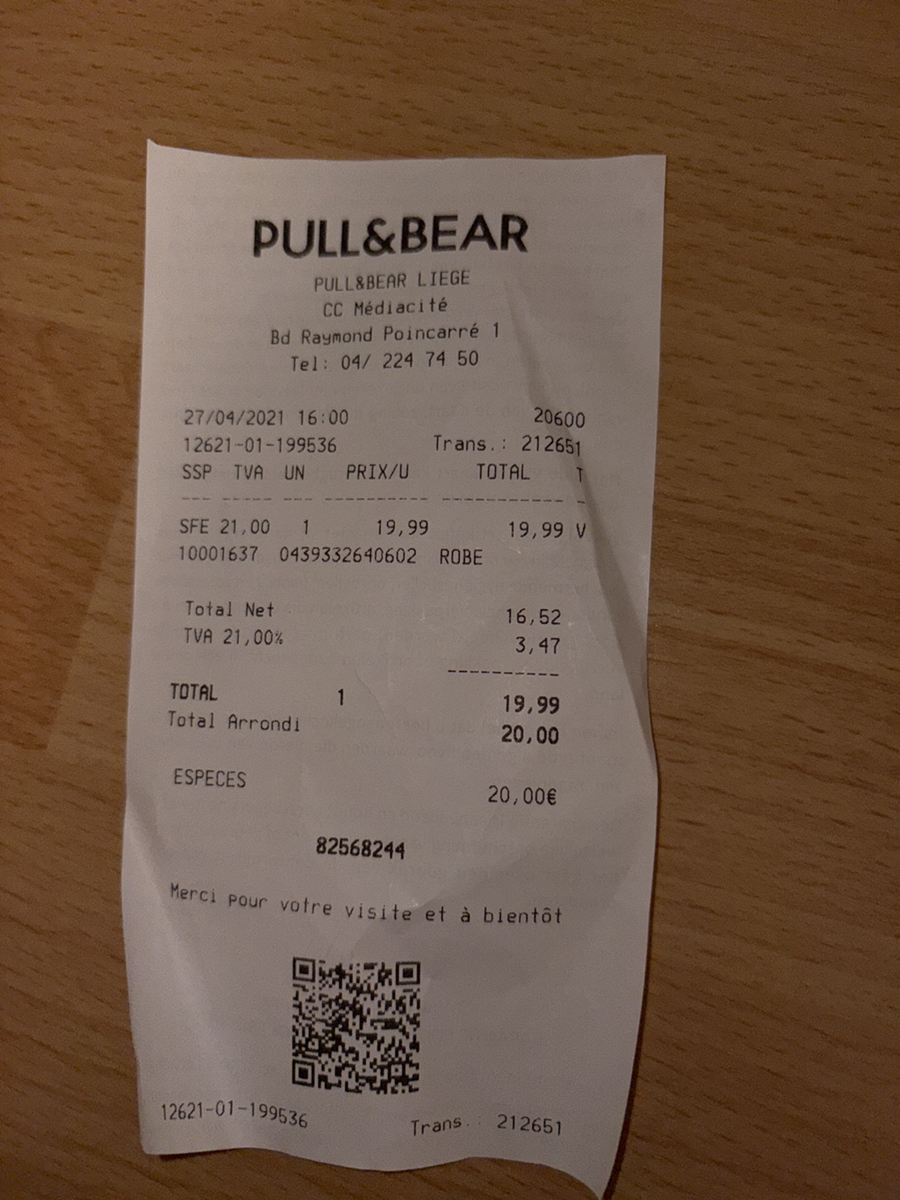 PULL&BEAR
PULL&BEAR LIEGE
CC Médiacité
Bd Raymond Poincarré 1
Tel: 04/ 224 74 50
27/04/2021 16:00 20600
12621-01-199536 Trans.: 212651
SSP TVA UN PRIX/U TOTAL T
--- ---- --- ---------- ----------- -
SFE 21,00 1 19,99 19,99 V
10001637 0439332640602 ROBE
Total Net 16,52
TVA 21,00% 3,47
----------
TOTAL 1 19,99
Total Arrondi 20,00
ESPECES 20,00€
82568244
Merci pour votre visite et à bientôt
12621-01-199536 Trans.: 212651